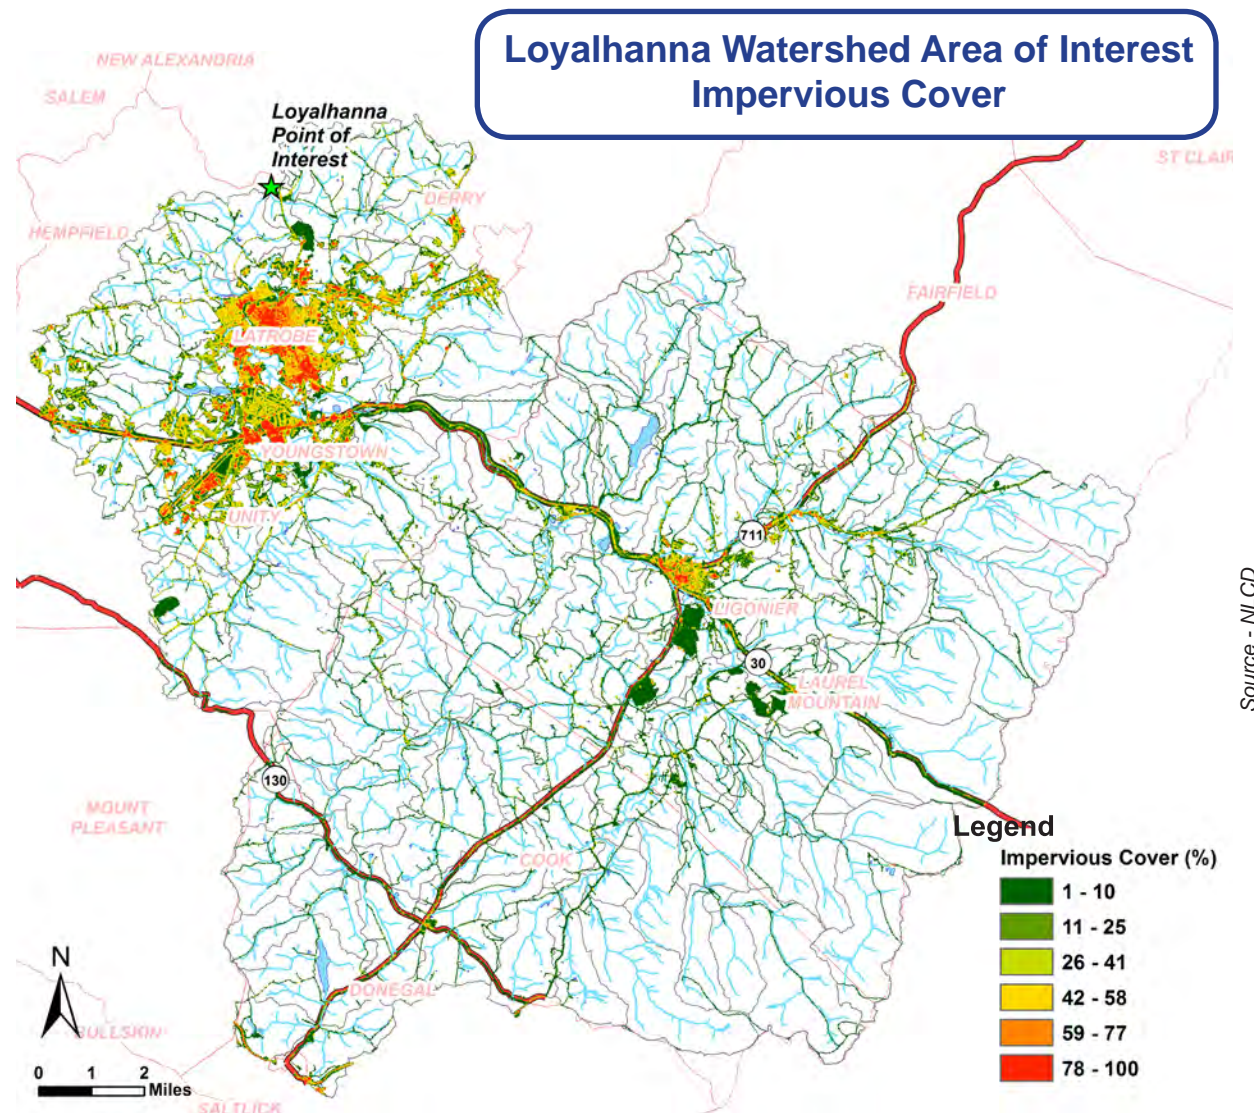 Loyalhanna Watershed Area of Interest
Impervious Cover
NEW ALEXANDRIA
SALEM
Loyalhanna
Point of
Interest
ST CLAIR
DERRY
HEMPFIELD
FAIRFIELD
LATROBE
YOUNGSTOWN
UNITY
711
LIGONIER
30
LAUREL
MOUNTAIN
Source - NLCD
130
MOUNT
PLEASANT
COOK
DONEGAL
BULLSKIN
SALTLICK
N
0 1 2
Miles
Legend
Impervious Cover (%)
1 - 10
11 - 25
26 - 41
42 - 58
59 - 77
78 - 100